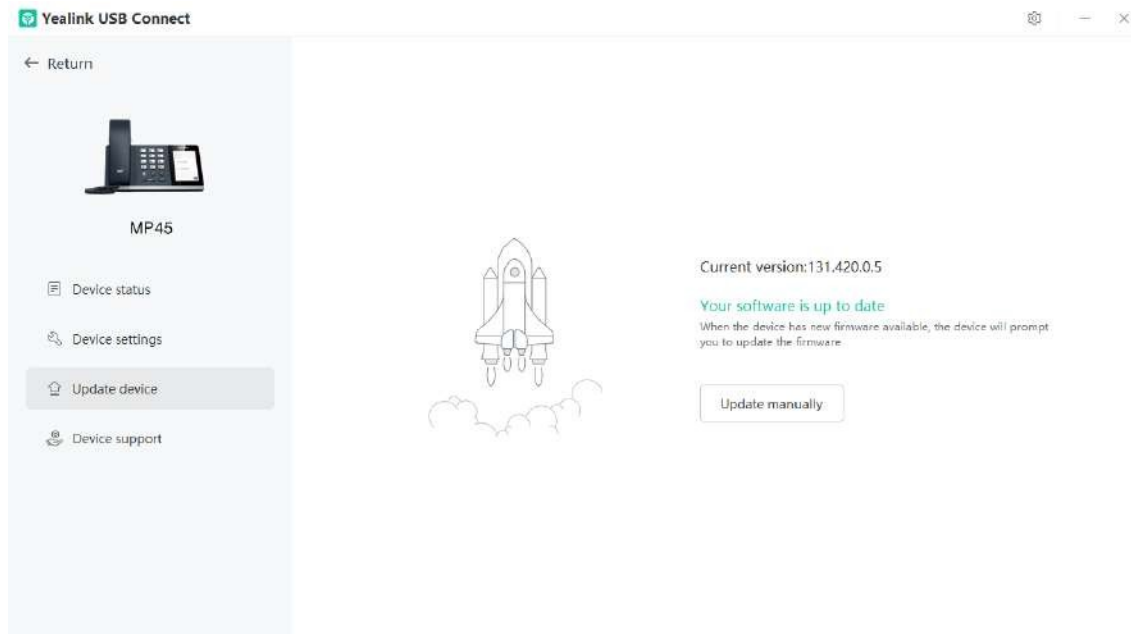 Yealink USB Connect
Return
MP45
Device status
Device settings
Update device
Device support
Current version:131.420.0.5
Your software is up to date
When the device has new firmware available, the device will prompt
you to update the firmware
Update manually